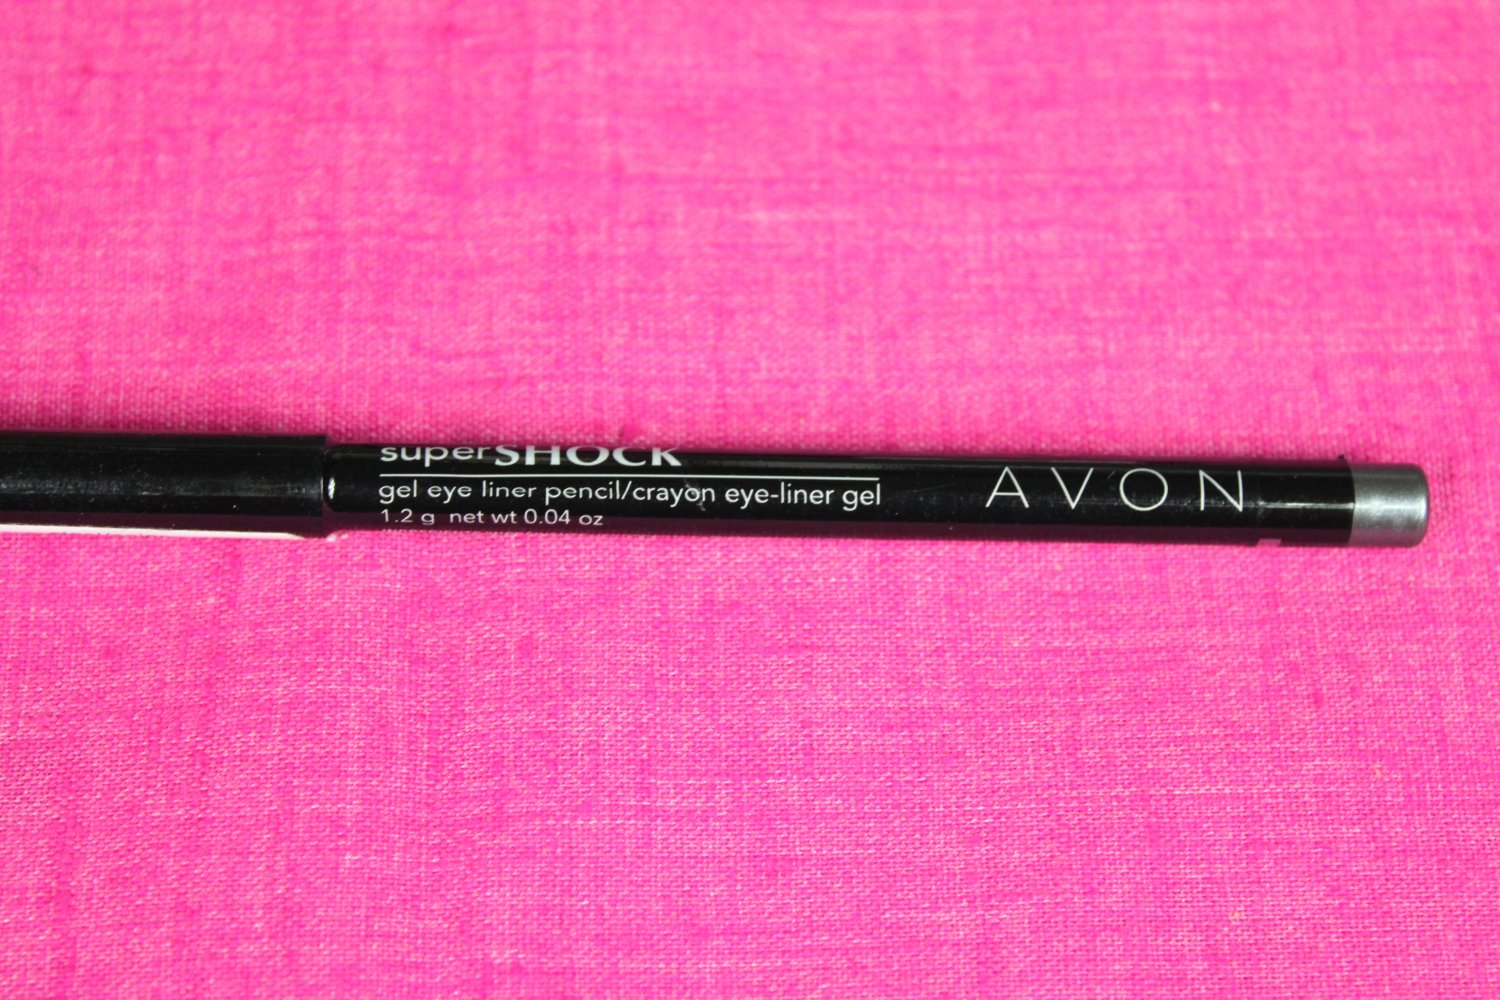 superSHOCK
gel eye liner pencil/crayon eye-liner gel
1.2 g net wt 0.04 oz
AVON